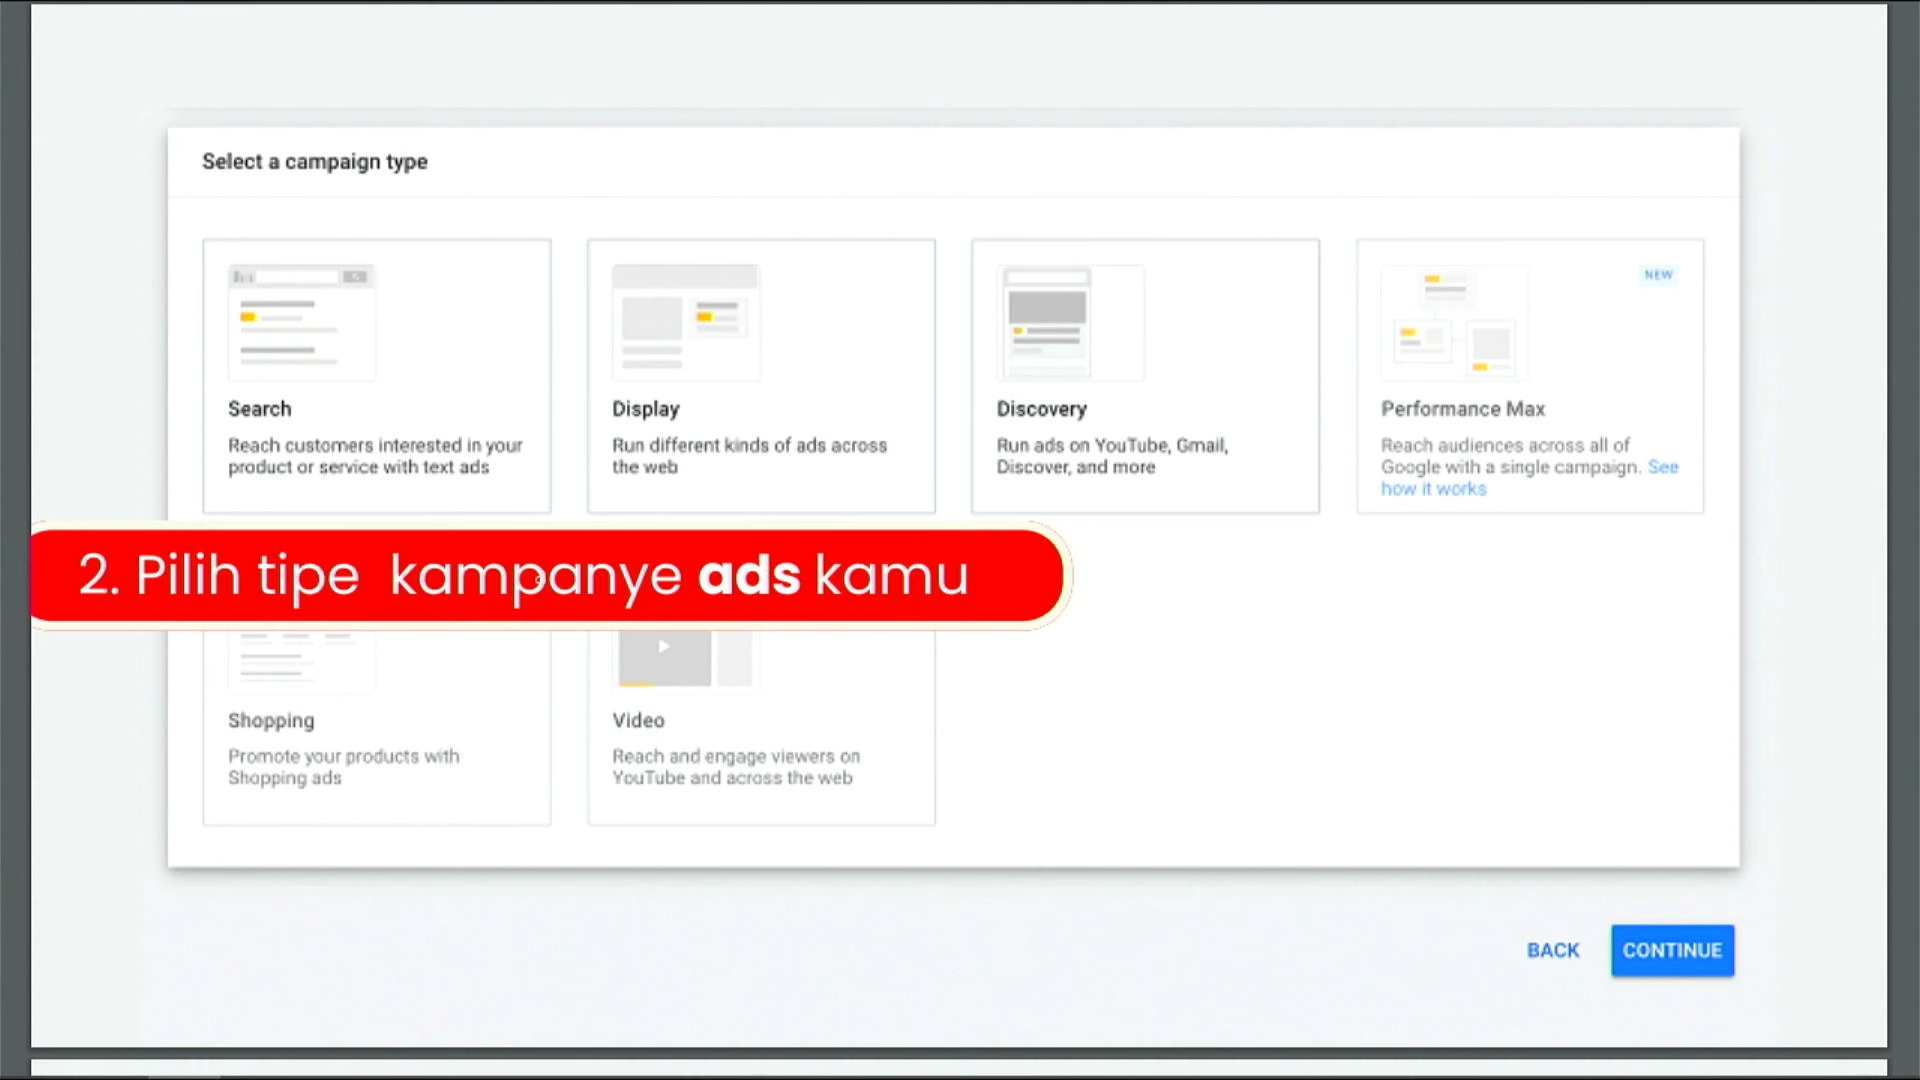 Select a campaign type
NEW
Search
Reach customers interested in your
product or service with text ads
Display
Run different kinds of ads across
the web
Discovery
Run ads on YouTube, Gmail,
Discover, and more
Performance Max
Reach audiences across all of
Google with a single campaign. See
how it works
2. Pilih tipe kampanye ads kamu
Shopping
Promote your products with
Shopping ads
Video
Reach and engage viewers on
YouTube and across the web
BACK
CONTINUE